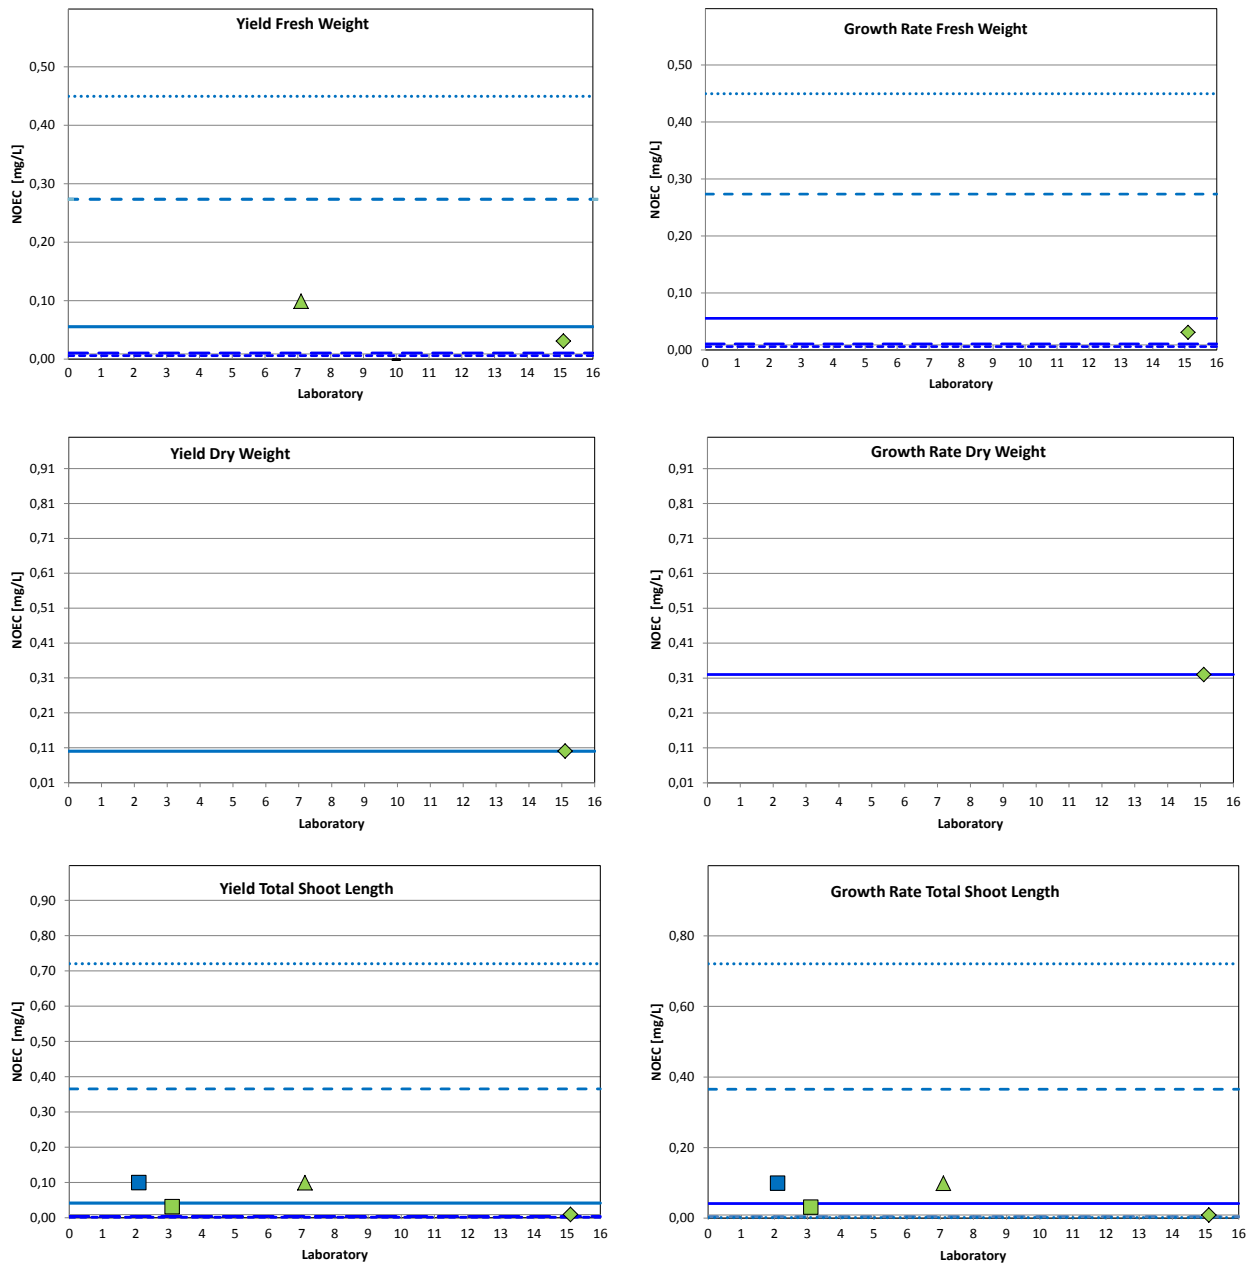 Yield Fresh Weight
NOEC [mg/L]
0,50
0,40
0,30
0,20
0,10
0,00
0 1 2 3 4 5 6 7 8 9 10 11 12 13 14 15 16
Laboratory
Growth Rate Fresh Weight
NOEC [mg/L]
0,50
0,40
0,30
0,20
0,10
0,00
0 1 2 3 4 5 6 7 8 9 10 11 12 13 14 15 16
Laboratory
Yield Dry Weight
NOEC [mg/L]
0,91
0,81
0,71
0,61
0,51
0,41
0,31
0,21
0,11
0,01
0 1 2 3 4 5 6 7 8 9 10 11 12 13 14 15 16
Laboratory
Growth Rate Dry Weight
NOEC [mg/L]
0,91
0,81
0,71
0,61
0,51
0,41
0,31
0,21
0,11
0,01
0 1 2 3 4 5 6 7 8 9 10 11 12 13 14 15 16
Laboratory
Yield Total Shoot Length
NOEC [mg/L]
0,90
0,80
0,70
0,60
0,50
0,40
0,30
0,20
0,10
0,00
0 1 2 3 4 5 6 7 8 9 10 11 12 13 14 15 16
Laboratory
Growth Rate Total Shoot Length
NOEC [mg/L]
0,80
0,60
0,40
0,20
0,00
0 1 2 3 4 5 6 7 8 9 10 11 12 13 14 15 16
Laboratory